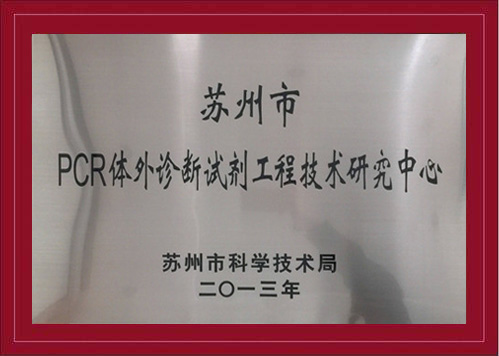 苏州市
PCR体外诊断试剂工程技术研究中心
苏州市科学技术局
二〇一三年